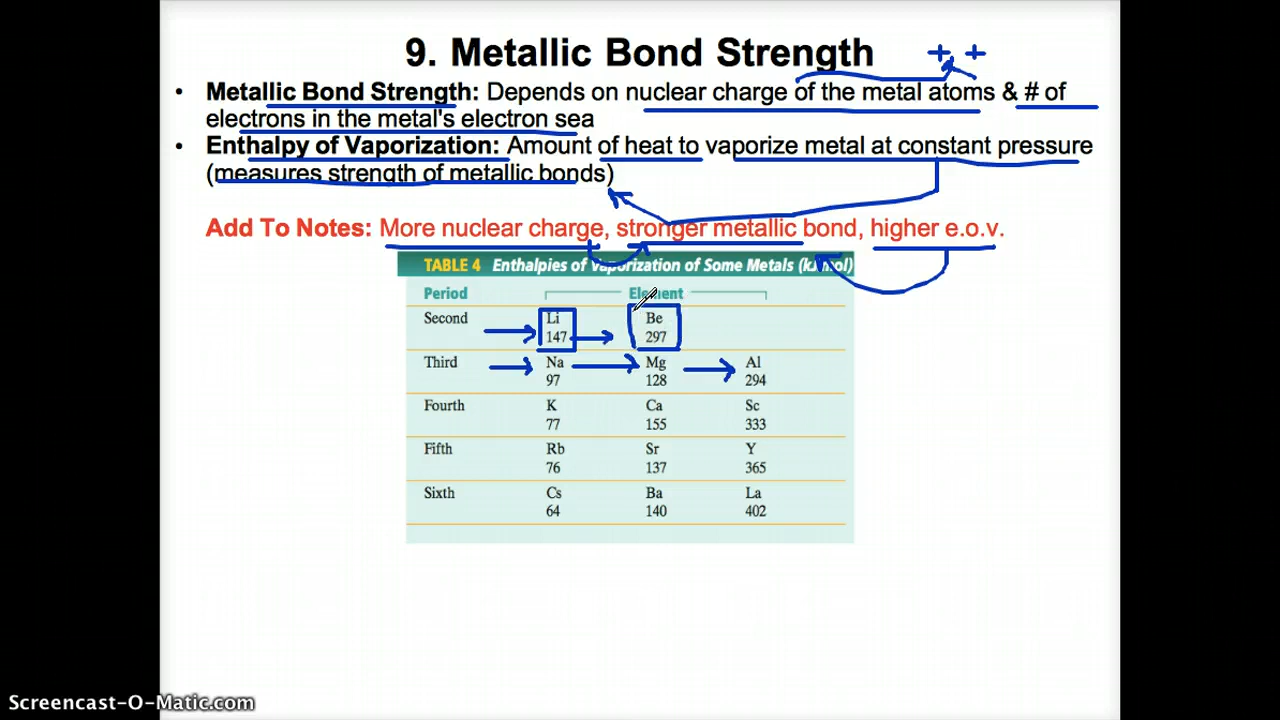 9. Metallic Bond Strength
++
• Metallic Bond Strength: Depends on nuclear charge of the metal atoms & # of
electrons in the metal's electron sea
• Enthalpy of Vaporization: Amount of heat to vaporize metal at constant pressure
(measures strength of metallic bonds)
Add To Notes: More nuclear charge, stronger metallic bond, higher e.o.v.
TABLE 4 Enthalpies of Vaporization of Some Metals (kJ/mol)
Period Element
Second Li Be
147 297
Third Na Mg Al
97 128 294
Fourth K Ca Sc
77 155 333
Fifth Rb Sr Y
76 137 365
Sixth Cs Ba La
64 140 402
Screencast-O-Matic.com